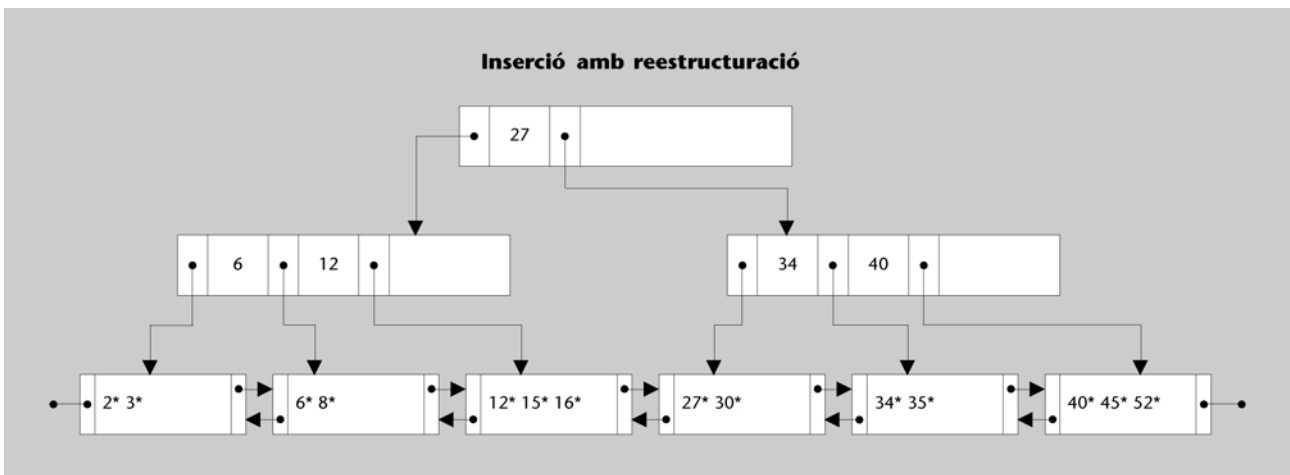 Inserció amb reestructuració
27
6 12
34 40
2* 3*
6* 8*
12* 15* 16*
27* 30*
34* 35*
40* 45* 52*